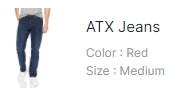 ATX Jeans
Color : Red
Size : Medium